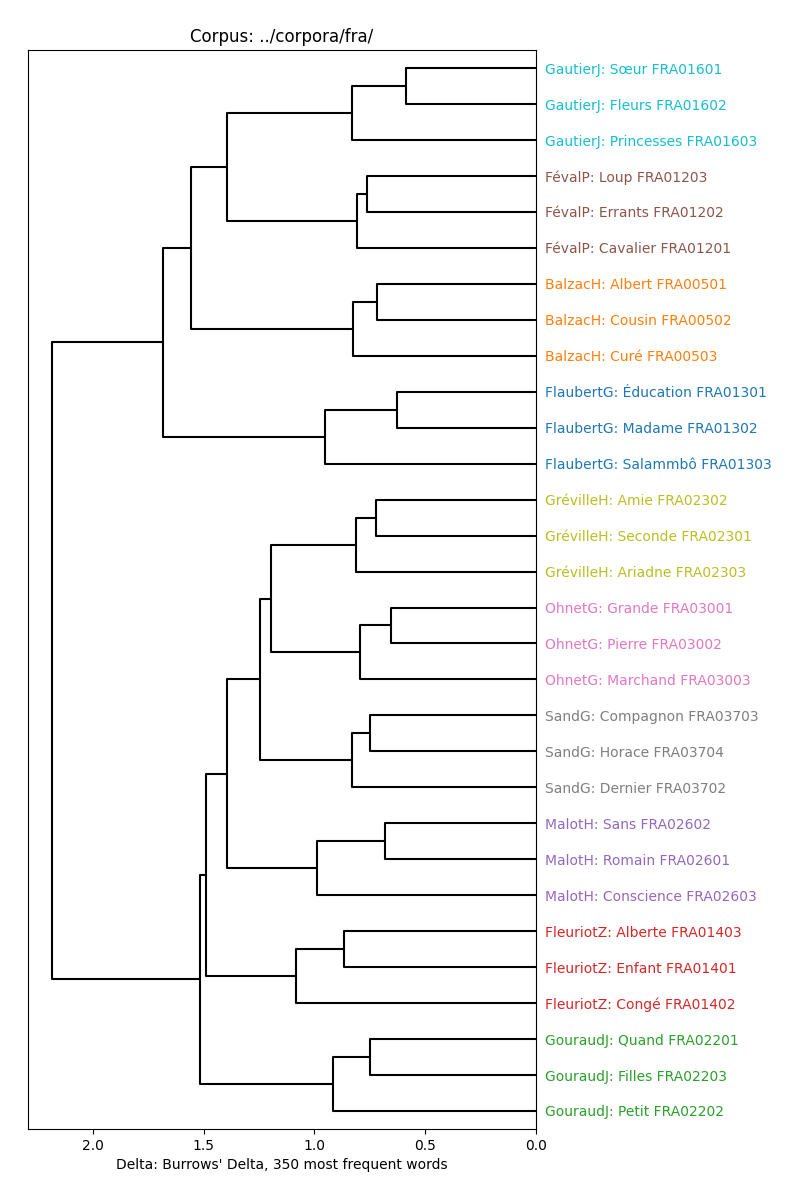 Corpus: ../corpora/fra/
GautierJ: Sœur FRA01601
GautierJ: Fleurs FRA01602
GautierJ: Princesses FRA01603
FévalP: Loup FRA01203
FévalP: Errants FRA01202
FévalP: Cavalier FRA01201
BalzacH: Albert FRA00501
BalzacH: Cousin FRA00502
BalzacH: Curé FRA00503
FlaubertG: Éducation FRA01301
FlaubertG: Madame FRA01302
FlaubertG: Salammbô FRA01303
GrévilleH: Amie FRA02302
GrévilleH: Seconde FRA02301
GrévilleH: Ariadne FRA02303
OhnetG: Grande FRA03001
OhnetG: Pierre FRA03002
OhnetG: Marchand FRA03003
SandG: Compagnon FRA03703
SandG: Horace FRA03704
SandG: Dernier FRA03702
MalotH: Sans FRA02602
MalotH: Romain FRA02601
MalotH: Conscience FRA02603
FleuriotZ: Alberte FRA01403
FleuriotZ: Enfant FRA01401
FleuriotZ: Congé FRA01402
GouraudJ: Quand FRA02201
GouraudJ: Filles FRA02203
GouraudJ: Petit FRA02202
2.0 1.5 1.0 0.5 0.0
Delta: Burrows' Delta, 350 most frequent words